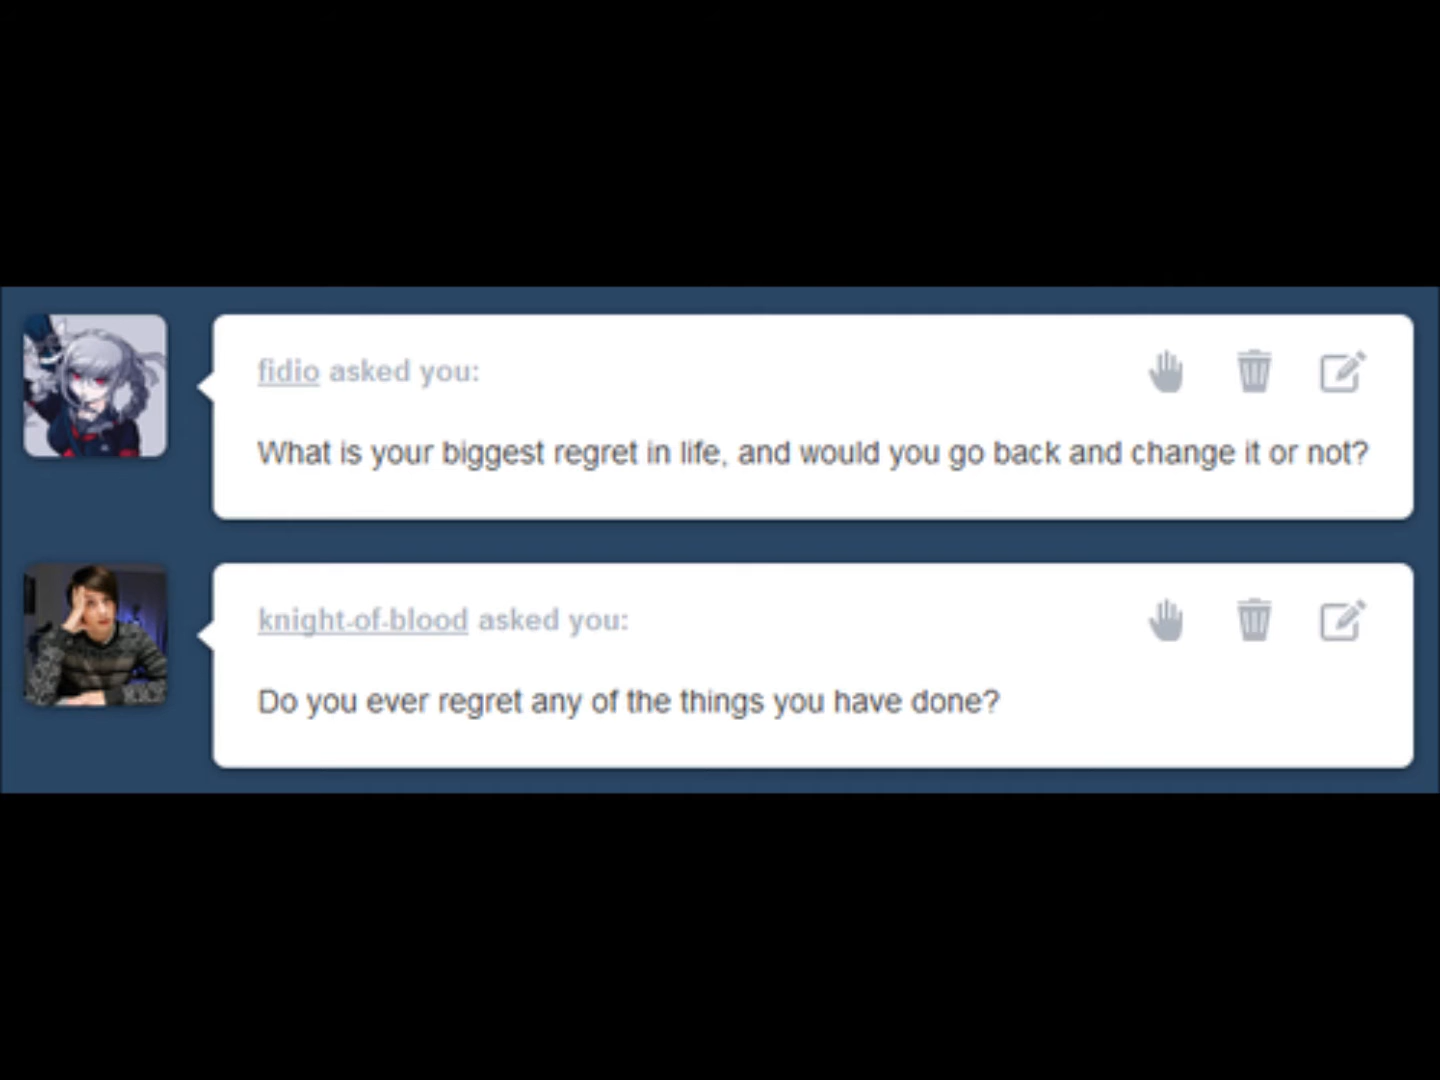 fidio asked you:
What is your biggest regret in life, and would you go back and change it or not?
knight-of-blood asked you:
Do you ever regret any of the things you have done?